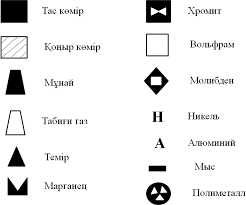 Тас көмір
Қоңыр көмір
Мұнай
Табиғи газ
Темір
Марганец
Хромит
Вольфрам
Молибден
Н Никель
А Алюминий
Мыс
Полиметалл